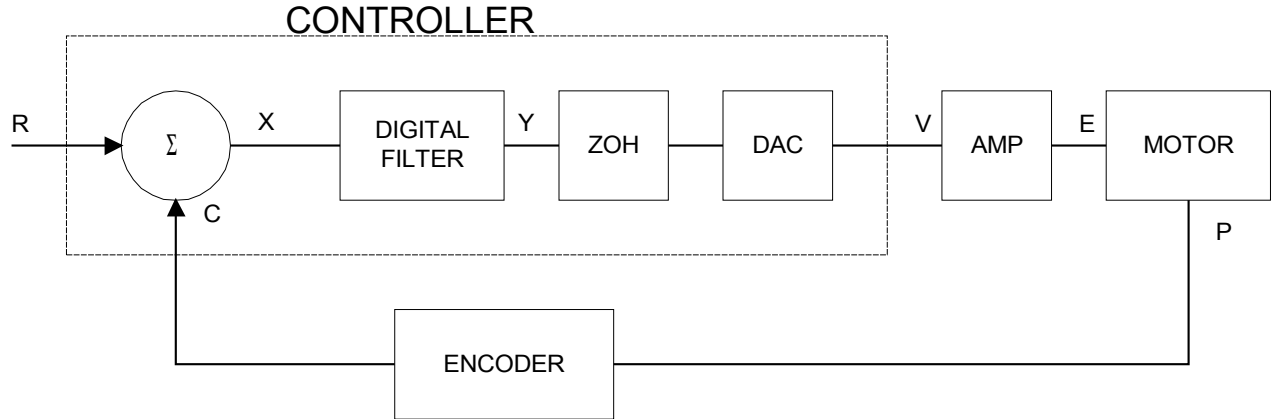 CONTROLLER
R
Σ
X
DIGITAL
FILTER
Y
ZOH
DAC
V
AMP
E
MOTOR
C
P
ENCODER